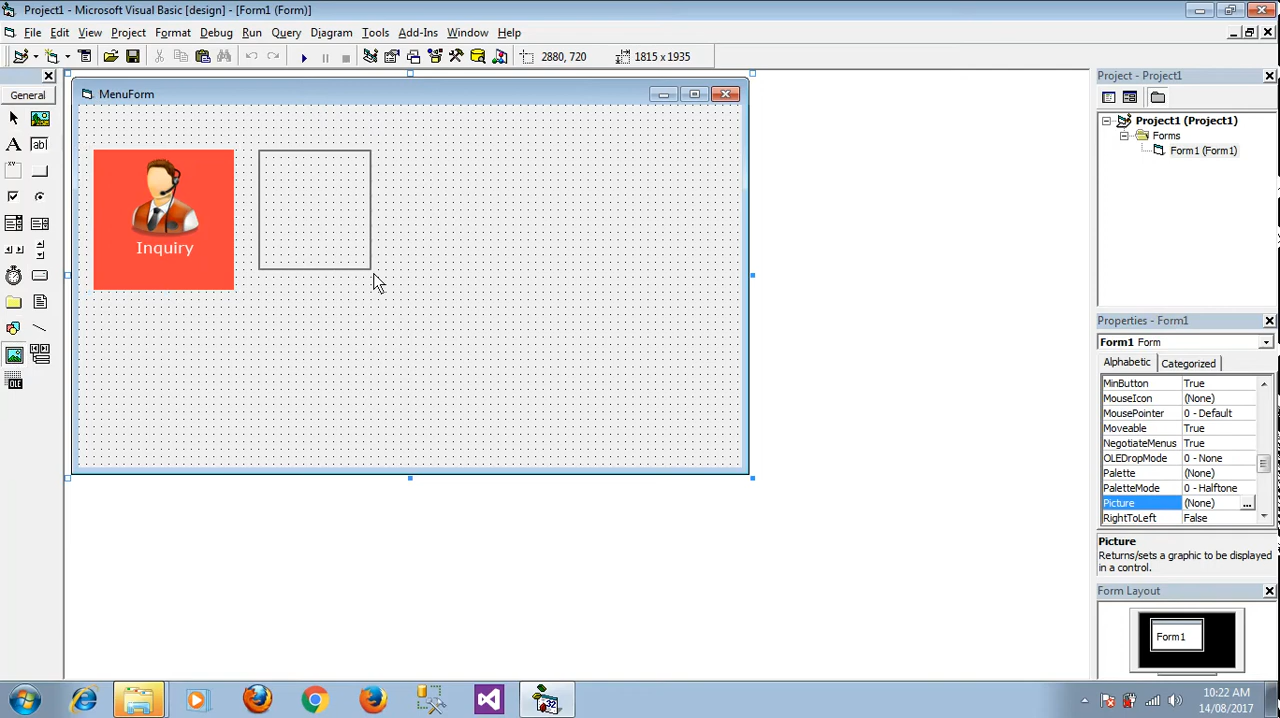 Project1 - Microsoft Visual Basic [design] - [Form1 (Form)]
File Edit View Project Format Debug Run Query Diagram Tools Add-Ins Window Help
2880, 720
1815 x 1935
General
MenuForm
Inquiry
Project - Project1
Project1 (Project1)
Forms
Form1 (Form1)
Properties - Form1
Form1 Form
Alphabetic Categorized
MinButton True
MouseIcon (None)
MousePointer 0 - Default
Moveable True
NegotiateMenus True
OLEDropMode 0 - None
Palette (None)
PaletteMode 0 - Halftone
Picture (None) ...
RightToLeft False
Picture
Returns/sets a graphic to be displayed
in a control.
Form Layout
Form1
10:22 AM
14/08/2017